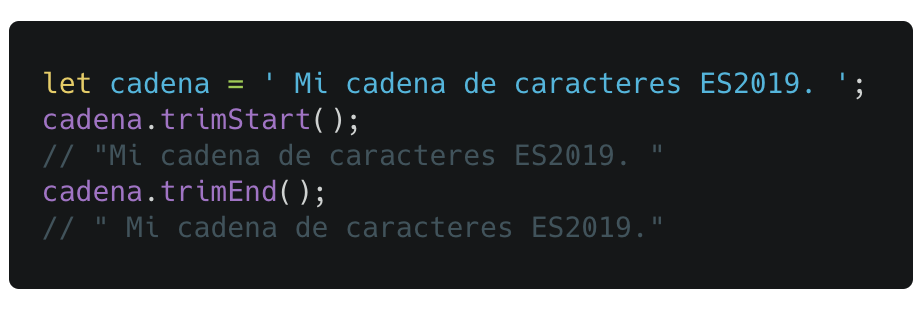 let cadena = ' Mi cadena de caracteres ES2019. ';
cadena.trimStart();
// "Mi cadena de caracteres ES2019. "
cadena.trimEnd();
// " Mi cadena de caracteres ES2019."